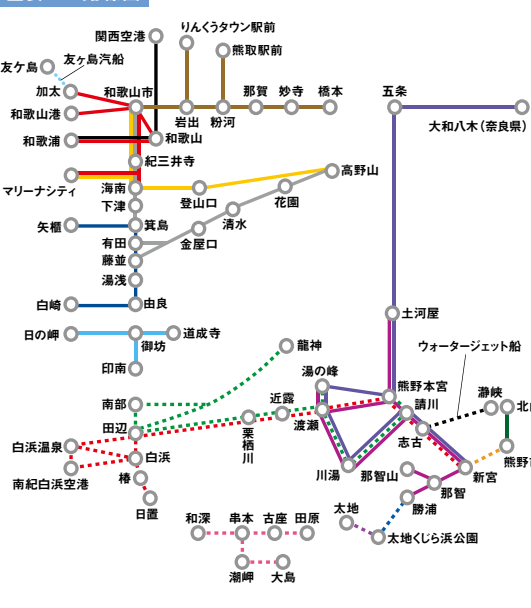 関西空港
りんくうタウン駅前
熊取駅前
友ケ島
友ヶ島汽船
加太
和歌山市
和歌山港
岩出
粉河
那賀
妙寺
橋本
五条
大和八木(奈良県)
和歌浦
和歌山
紀三井寺
高野山
マリーナシティ
海南
登山口
花園
下津
清水
矢櫃
箕島
金屋口
有田
藤並
湯浅
白崎
由良
土河屋
日の岬
御坊
道成寺
龍神
ウォータージェット船
印南
湯の峰
南部
近露
熊野本宮
請川
瀞峡
田辺
渡瀬
栗栖川
志古
白浜温泉
白浜
川湯
那智山
新宮
南紀白浜空港
椿
那智
日置
勝浦
和深
串本
古座
田原
太地
太地くじら浜公園
潮岬
大島